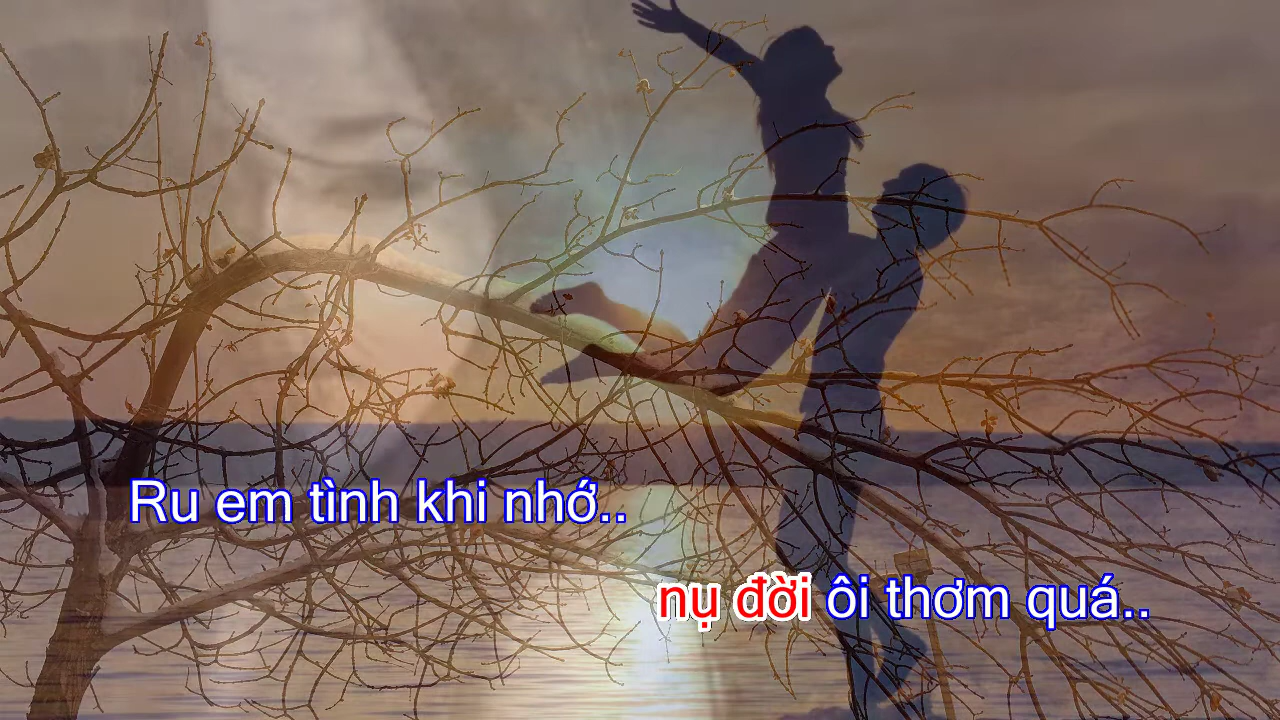 Ru em tình khi nhớ..
nụ đời ôi thơm quá..